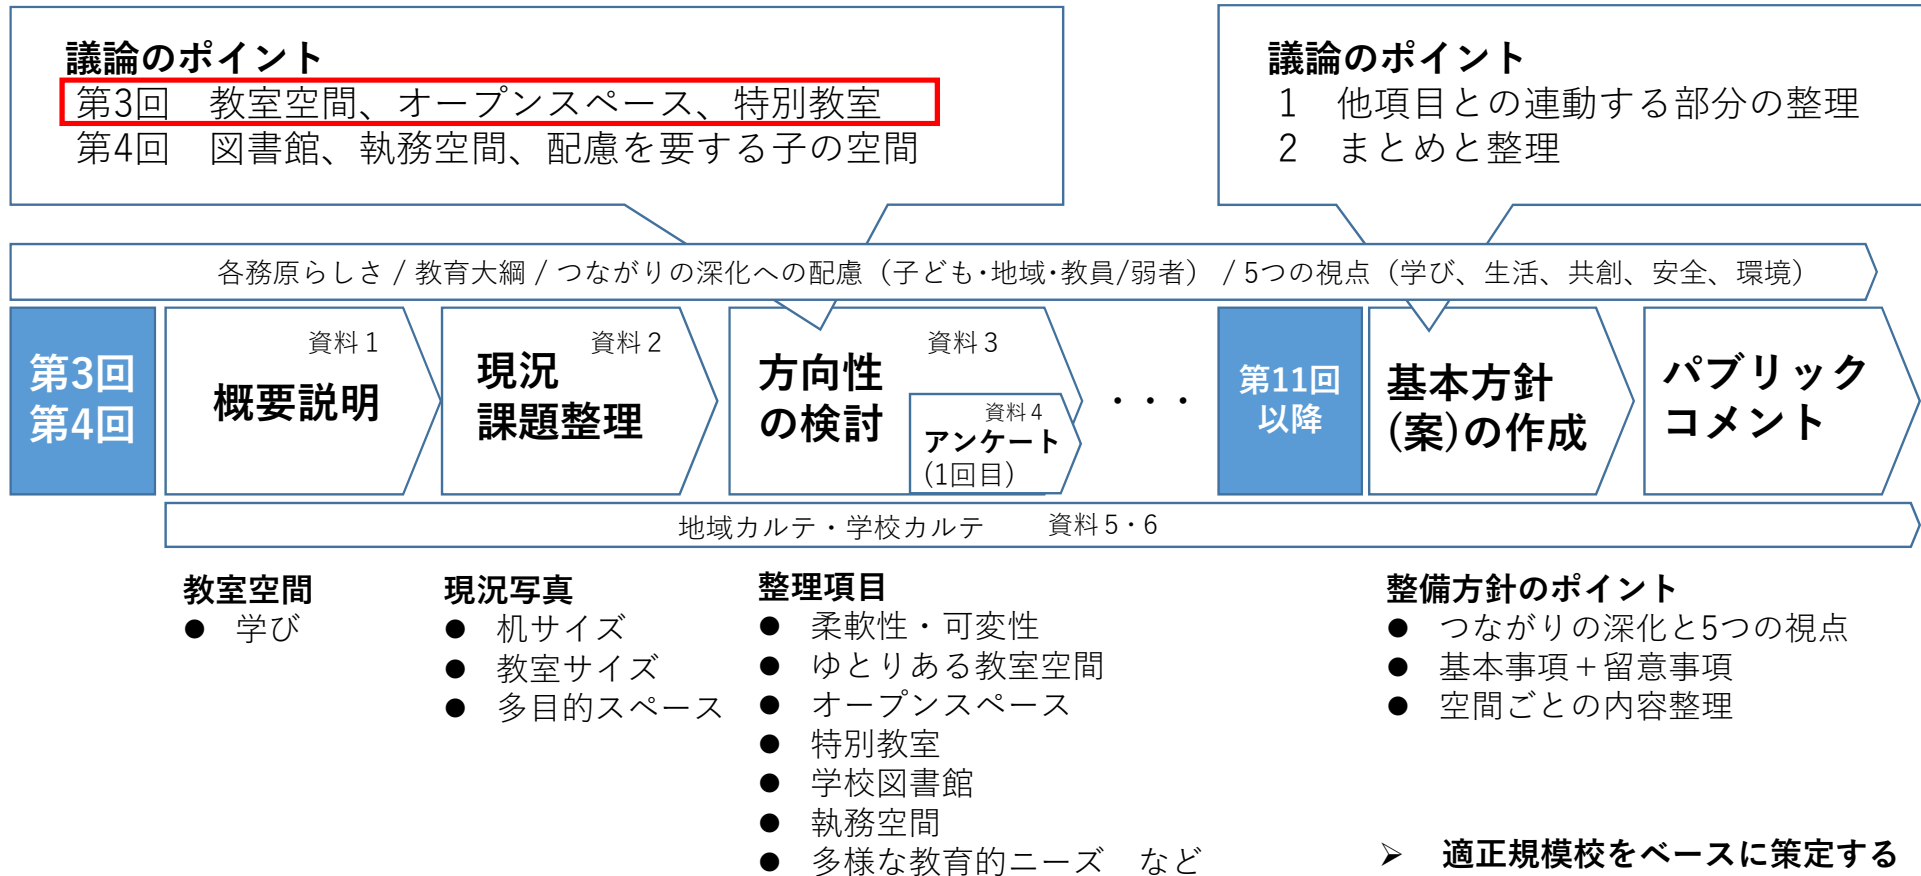 議論のポイント
第3回　教室空間、オープンスペース、特別教室
第4回　図書館、執務空間、配慮を要する子の空間
議論のポイント
1　他項目との連動する部分の整理
2　まとめと整理
各務原らしさ / 教育大綱 / つながりの深化への配慮（子ども・地域・教員/弱者） / 5つの視点（学び、生活、共創、安全、環境）
第3回
第4回
資料１
概要説明
資料２
現況
課題整理
資料３
方向性
の検討
資料４
アンケート
(1回目)
・・・
第11回
以降
基本方針
(案)の作成
パブリック
コメント
地域カルテ・学校カルテ　　資料５・６
教室空間
● 学び
現況写真
● 机サイズ
● 教室サイズ
● 多目的スペース
整理項目
● 柔軟性・可変性
● ゆとりある教室空間
● オープンスペース
● 特別教室
● 学校図書館
● 執務空間
● 多様な教育的ニーズ　など
整備方針のポイント
● つながりの深化と5つの視点
● 基本事項＋留意事項
● 空間ごとの内容整理
➢ 適正規模校をベースに策定する